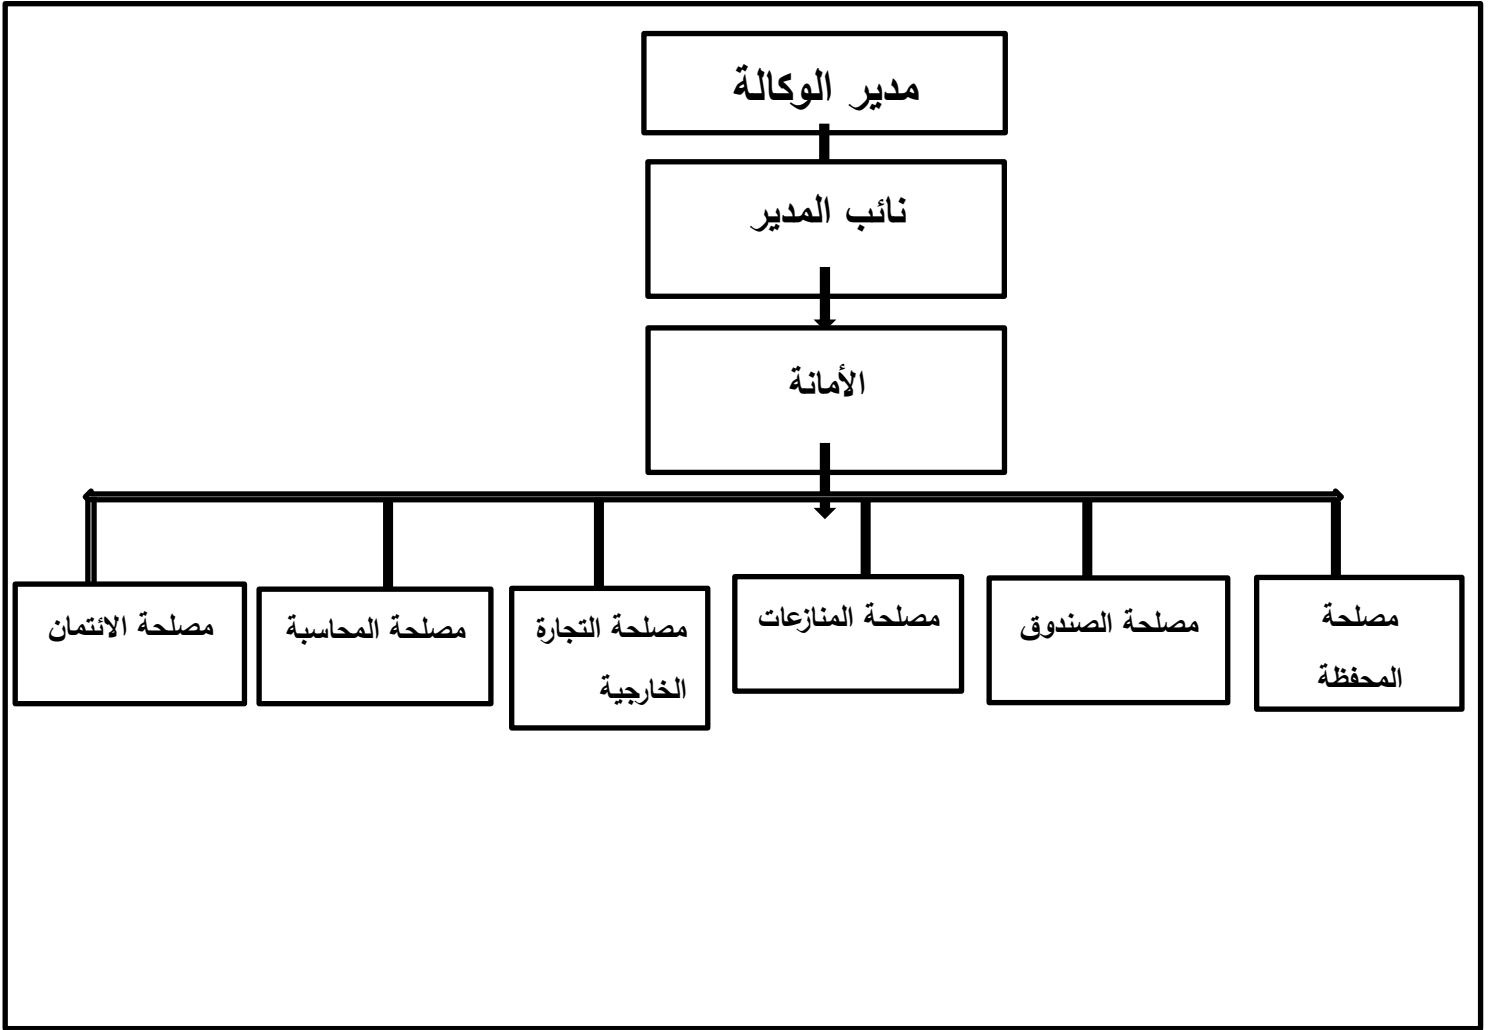 مدير الوكالة
نائب المدير
الأمانة
مصلحة
المحفظة
مصلحة الصندوق
مصلحة المنازعات
مصلحة التجارة
الخارجية
مصلحة المحاسبة
مصلحة الائتمان